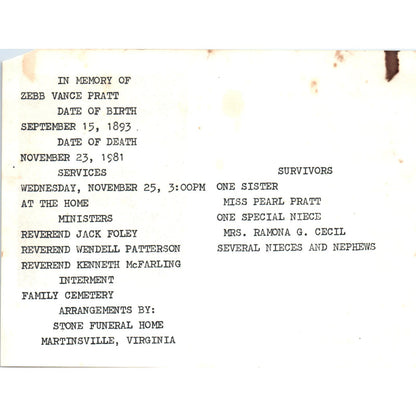 IN MEMORY OF
ZEBB VANCE PRATT
DATE OF BIRTH
SEPTEMBER 15, 1893
DATE OF DEATH
NOVEMBER 23, 1981
SERVICES
WEDNESDAY, NOVEMBER 25, 3:00PM
AT THE HOME
MINISTERS
REVEREND JACK FOLEY
REVEREND WENDELL PATTERSON
REVEREND KENNETH McFARLING
INTERMENT
FAMILY CEMETERY
ARRANGEMENTS BY:
STONE FUNERAL HOME
MARTINSVILLE, VIRGINIA
SURVIVORS
ONE SISTER
MISS PEARL PRATT
ONE SPECIAL NIECE
MRS. RAMONA G. CECIL
SEVERAL NIECES AND NEPHEWS